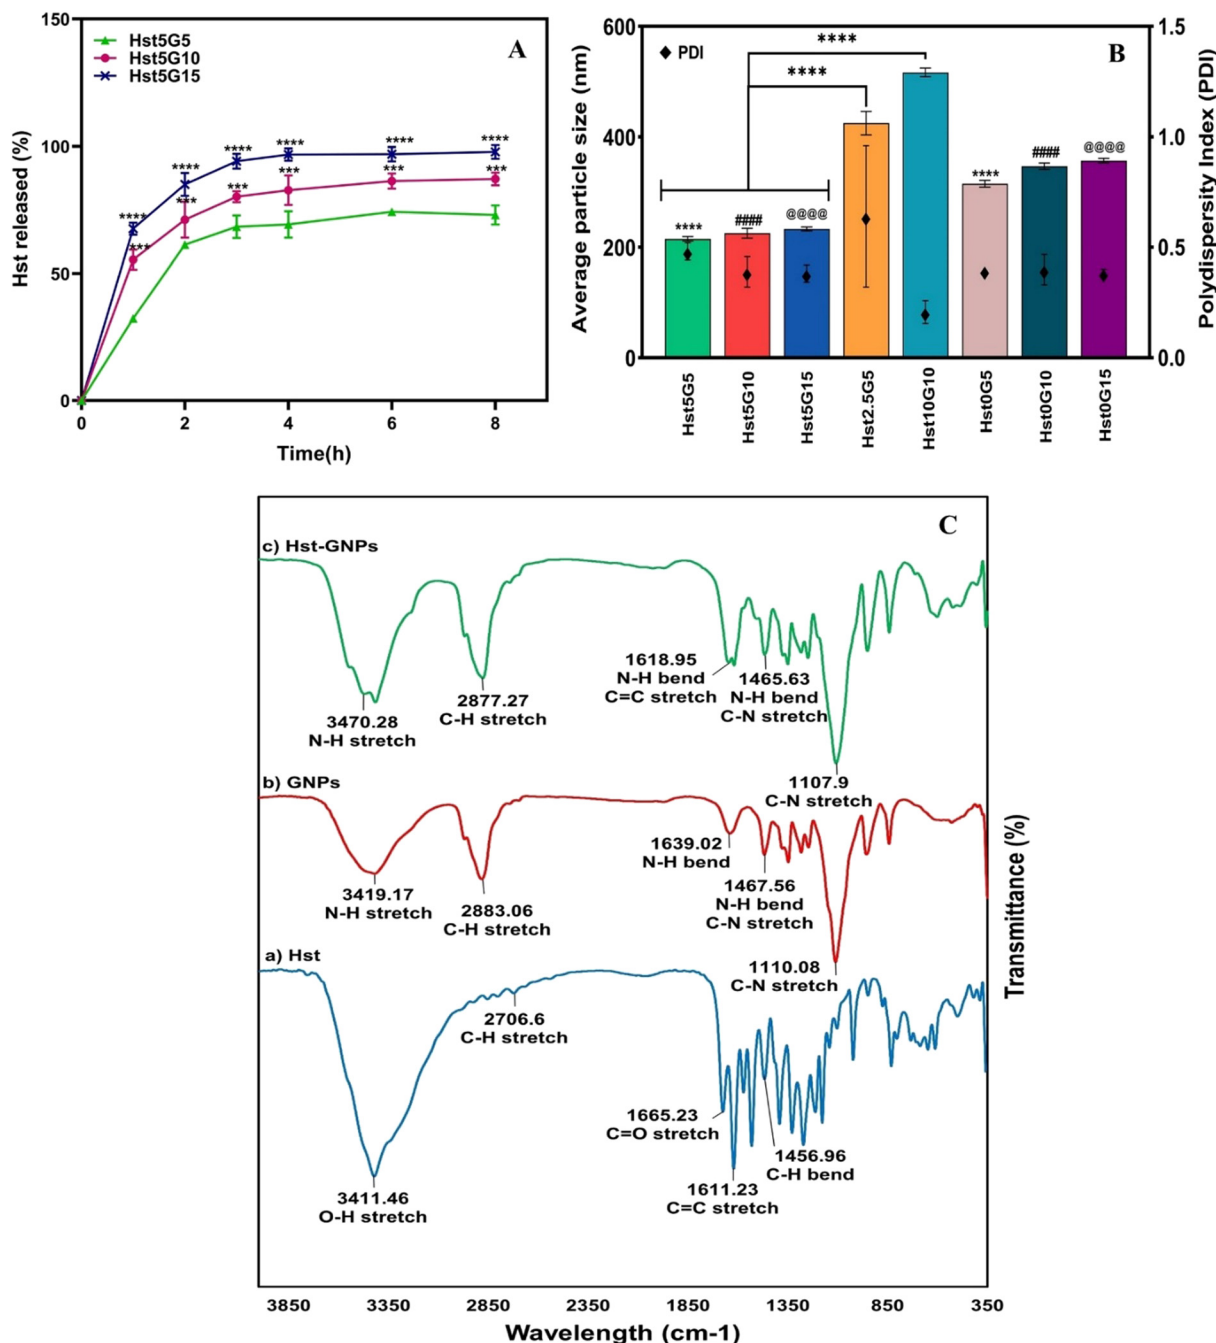 150
100
50
0
Hst released (%)
Hst5G5
Hst5G10
Hst5G15
A
****
****
****
****
****
****
***
***
***
***
***
***
0
2
4
6
8
Time(h)
600
400
200
0
Average particle size (nm)
PDI
B
****
****
****
####
@@@@
****
####
@@@@
1.5
1.0
0.5
0.0
Polydispersity Index (PDI)
Hst5G5
Hst5G10
Hst5G15
Hst2.5G5
Hst10G10
Hst0G5
Hst0G10
Hst0G15
C
c) Hst-GNPs
3470.28
N-H stretch
2877.27
C-H stretch
1618.95
N-H bend
C=C stretch
1465.63
N-H bend
C-N stretch
1107.9
C-N stretch
b) GNPs
3419.17
N-H stretch
2883.06
C-H stretch
1639.02
N-H bend
1467.56
N-H bend
C-N stretch
1110.08
C-N stretch
a) Hst
3411.46
O-H stretch
2706.6
C-H stretch
1665.23
C=O stretch
1611.23
C=C stretch
1456.96
C-H bend
Transmittance (%)
3850
3350
2850
2350
1850
1350
850
350
Wavelength (cm-1)